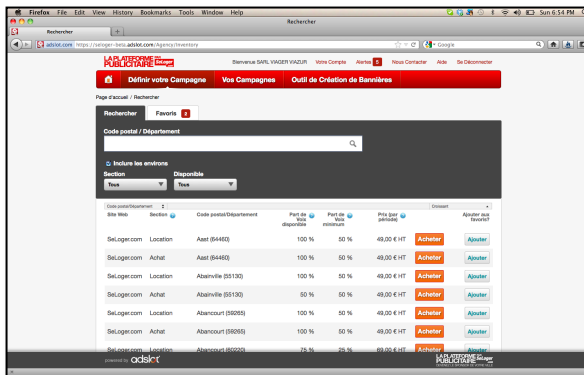 Firefox File Edit View History Bookmarks Tools Window Help Sun 6:54 PM
Rechercher
Rechercher
adslot.com https://seloger-beta.adslot.com/Agency/Inventory Google
LA PLATEFORME
PUBLICITAIRE SeLoger
Bienvenue SARL VIAGER VIAZUR Votre Compte Alertes 5 Nous Contacter Aide Se Déconnecter
Définir votre Campagne Vos Campagnes Outil de Création de Bannières
Page d'accueil / Rechercher
Rechercher Favoris 2
Code postal / Département
Inclure les environs
Section Disponible
Tous Tous
Code postal/Département Croissant
Site Web Section Code postal/Département Part de Voix disponible Part de Voix minimum Prix (par période) Ajouter aux favoris?
SeLoger.com Location Aast (64460) 100 % 50 % 49,00 € HT Acheter Ajouter
SeLoger.com Achat Aast (64460) 100 % 50 % 49,00 € HT Acheter Ajouter
SeLoger.com Location Abainville (55130) 100 % 50 % 49,00 € HT Acheter Ajouter
SeLoger.com Achat Abainville (55130) 50 % 50 % 49,00 € HT Acheter Ajouter
SeLoger.com Location Abancourt (59265) 100 % 50 % 49,00 € HT Acheter Ajouter
SeLoger.com Achat Abancourt (59265) 100 % 50 % 49,00 € HT Acheter Ajouter
SeLoger.com Location Abancourt (60220) 75 % 25 % 69,00 € HT Acheter Ajouter
powered by adslot
LA PLATEFORME
PUBLICITAIRE SeLoger